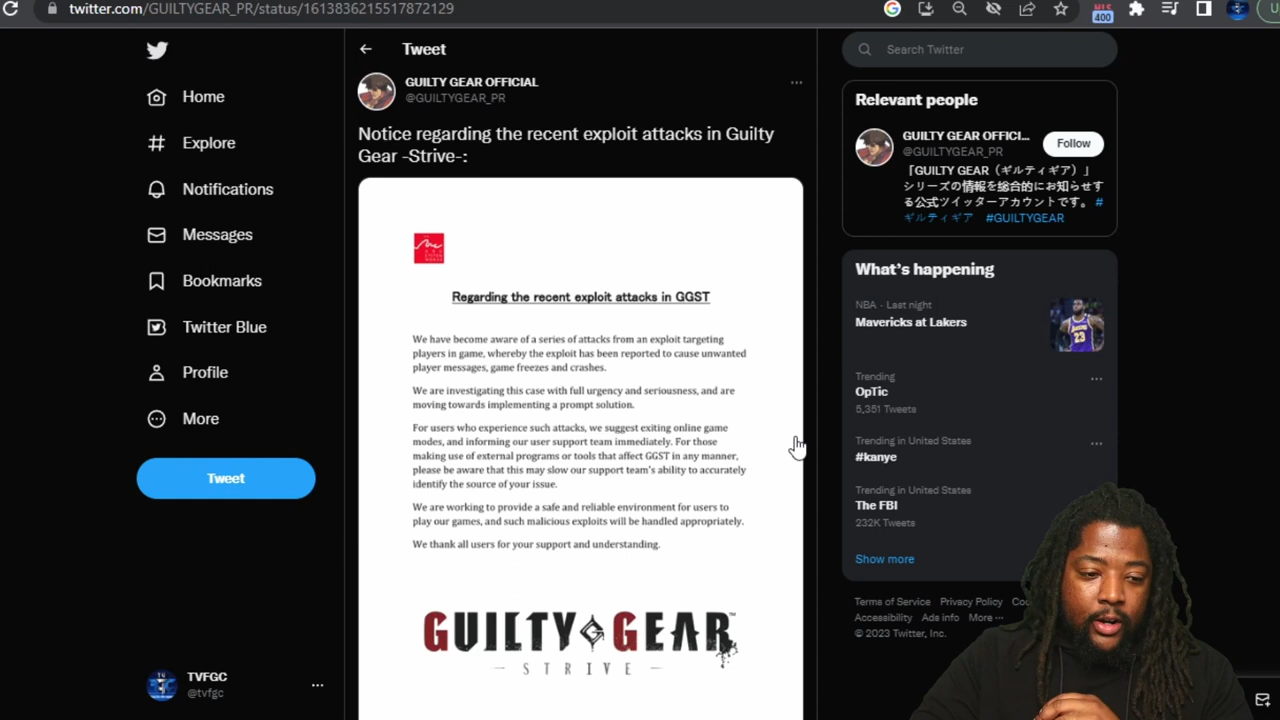 twitter.com/GUILTYGEAR_PR/status/1613836215517872129
400
Home
Explore
Notifications
Messages
Bookmarks
Twitter Blue
Profile
More
Tweet
TVFGC
@tvfgc
Tweet
GUILTY GEAR OFFICIAL
@GUILTYGEAR_PR
Notice regarding the recent exploit attacks in Guilty
Gear -Strive-:
Regarding the recent exploit attacks in GGST
We have become aware of a series of attacks from an exploit targeting
players in game, whereby the exploit has been reported to cause unwanted
player messages, game freezes and crashes.
We are investigating this case with full urgency and seriousness, and are
moving towards implementing a prompt solution.
For users who experience such attacks, we suggest exiting online game
modes, and informing our user support team immediately. For those
making use of external programs or tools that affect GGST in any manner,
please be aware that this may slow our support team's ability to accurately
identify the source of your issue.
We are working to provide a safe and reliable environment for users to
play our games, and such malicious exploits will be handled appropriately.
We thank all users for your support and understanding.
GUILTY GEAR™
STRIVE
Search Twitter
Relevant people
GUILTY GEAR OFFICI...
@GUILTYGEAR_PR
Follow
「GUILTY GEAR（ギルティギア）」
シリーズの情報を総合的にお知らせす
る公式ツイッターアカウントです。 #
ギルティギア #GUILTYGEAR
What's happening
NBA · Last night
Mavericks at Lakers
Trending
OpTic
5,351 Tweets
Trending in United States
#kanye
Trending in United States
The FBI
232K Tweets
Show more
Terms of Service Privacy Policy Coo
Accessibility Ads info More ···
© 2023 Twitter, Inc.